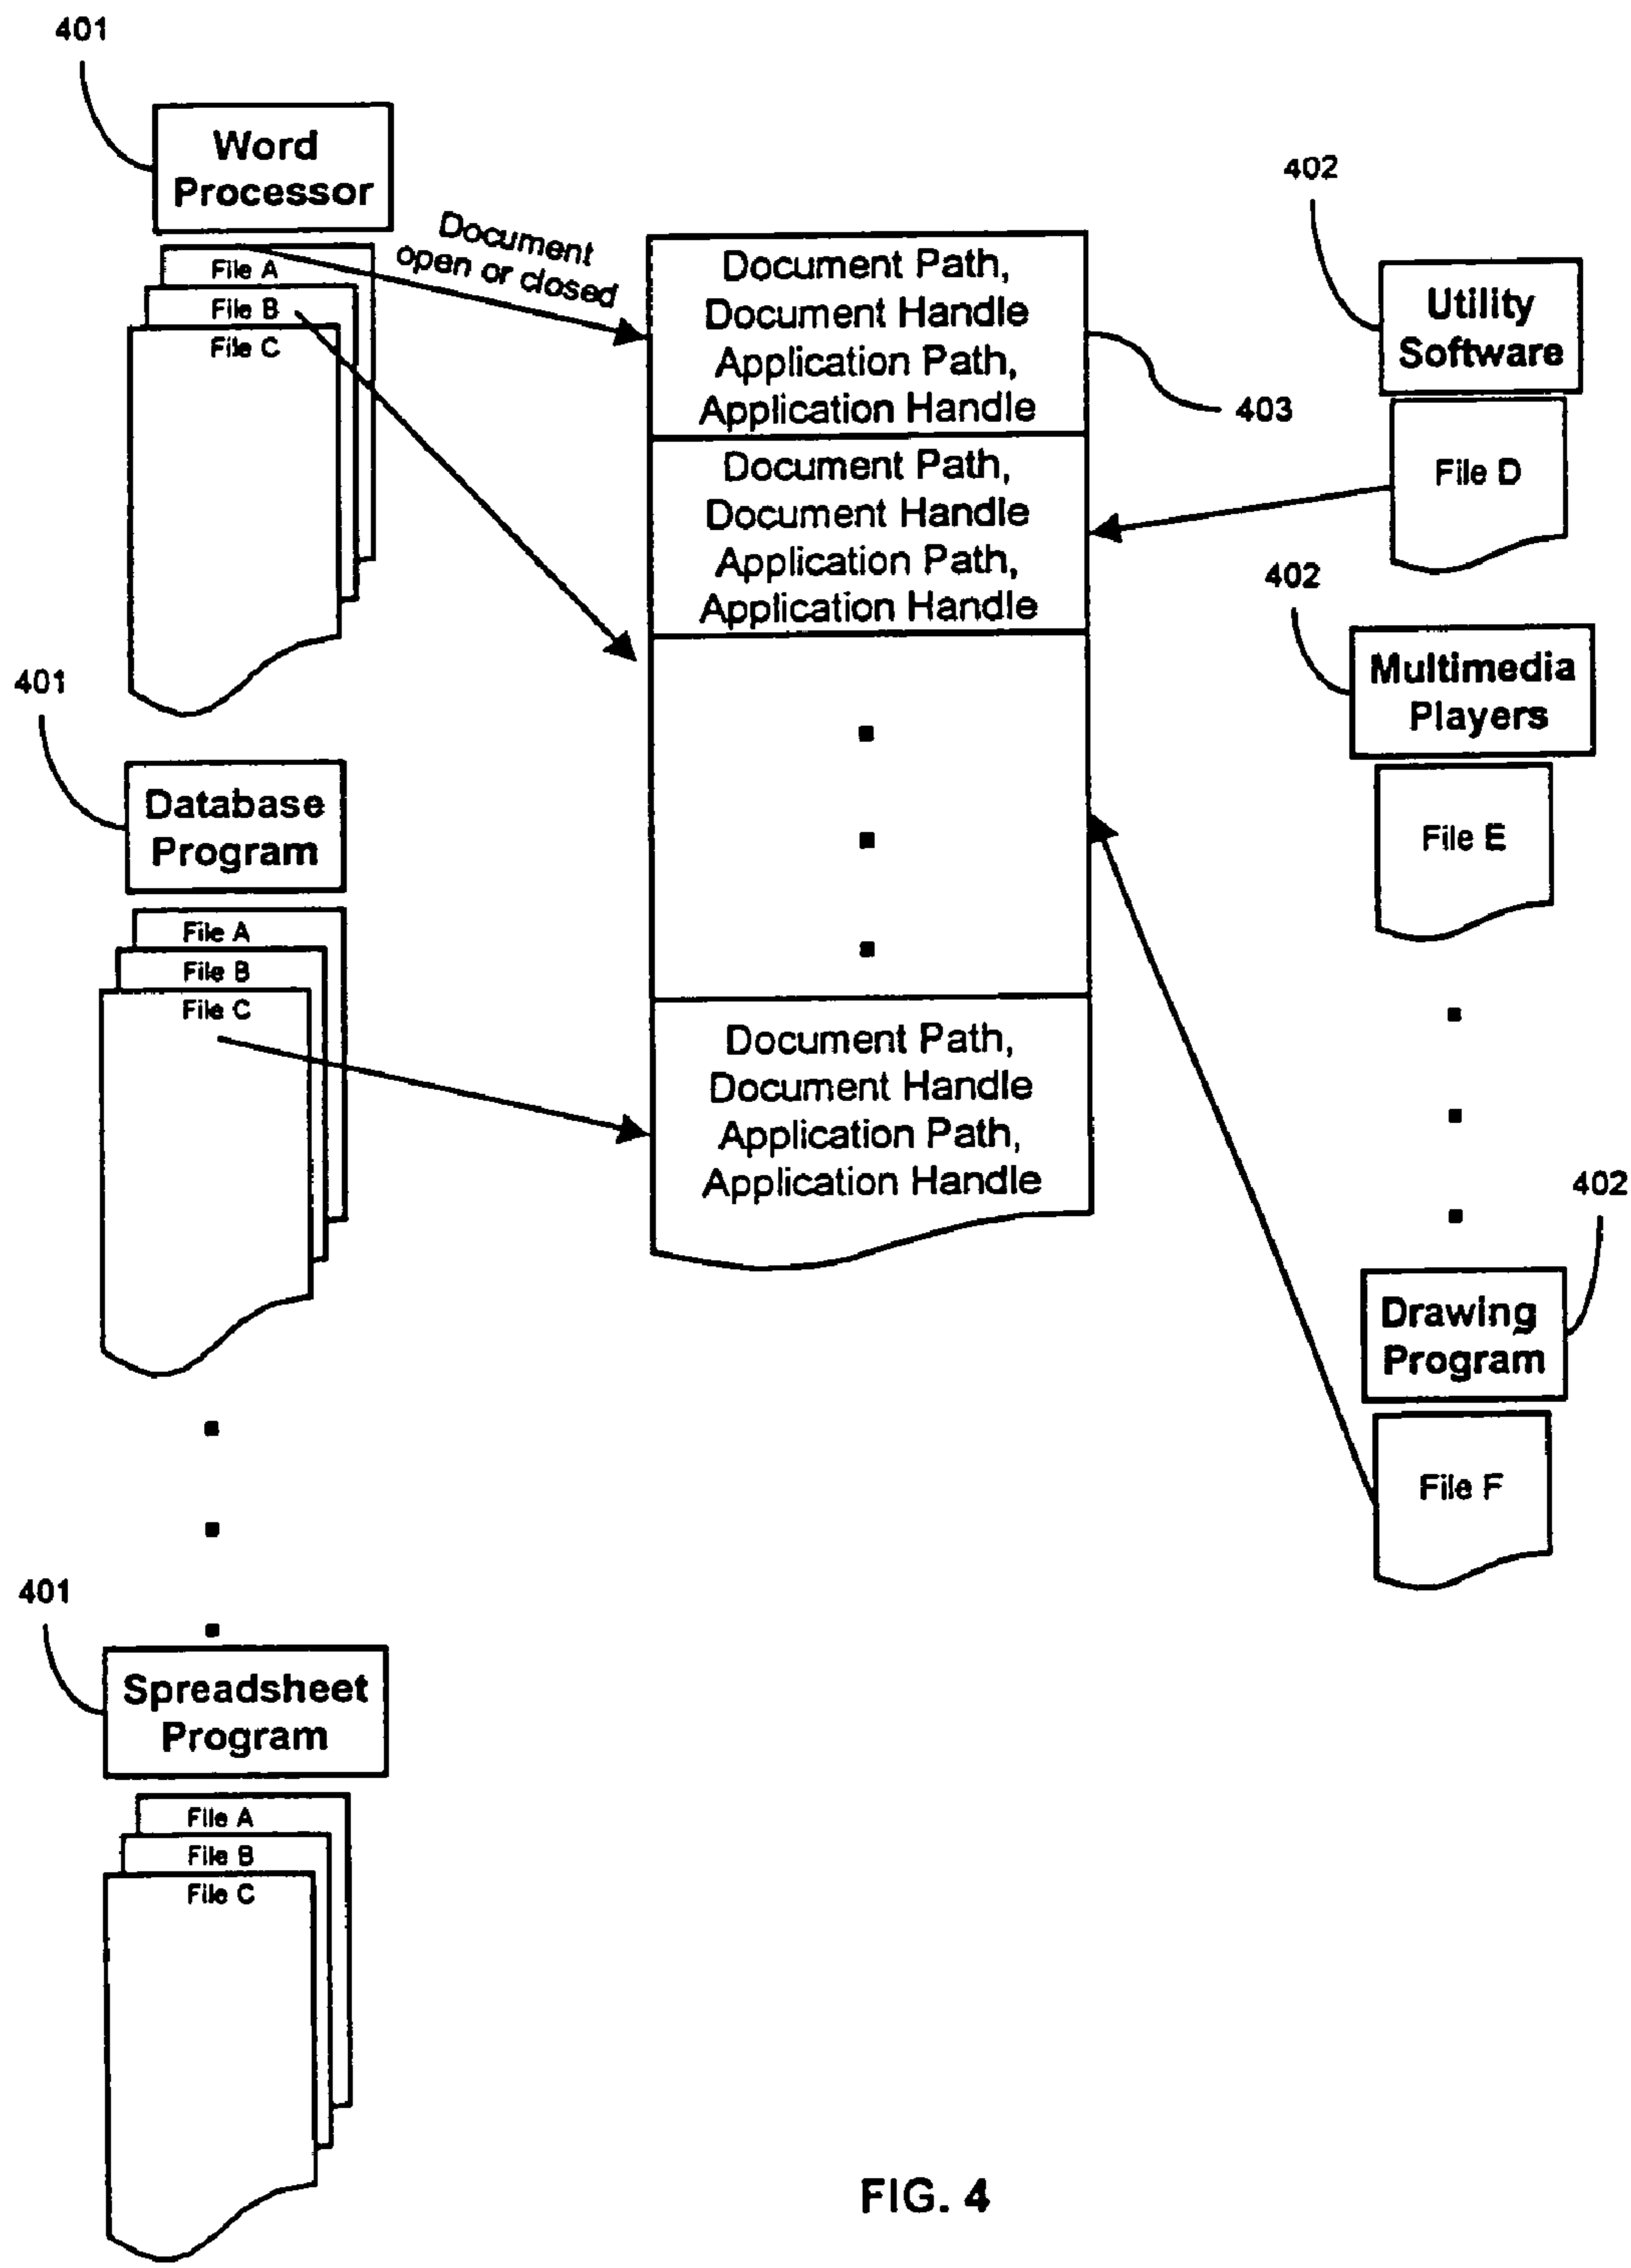 401
Word
Processor
File A
File B
File C
Document
open or closed
401
Database
Program
File A
File B
File C
401
Spreadsheet
Program
File A
File B
File C
Document Path,
Document Handle
Application Path,
Application Handle
403
Document Path,
Document Handle
Application Path,
Application Handle
Document Path,
Document Handle
Application Path,
Application Handle
402
Utility
Software
File D
402
Multimedia
Players
File E
402
Drawing
Program
File F
FIG. 4